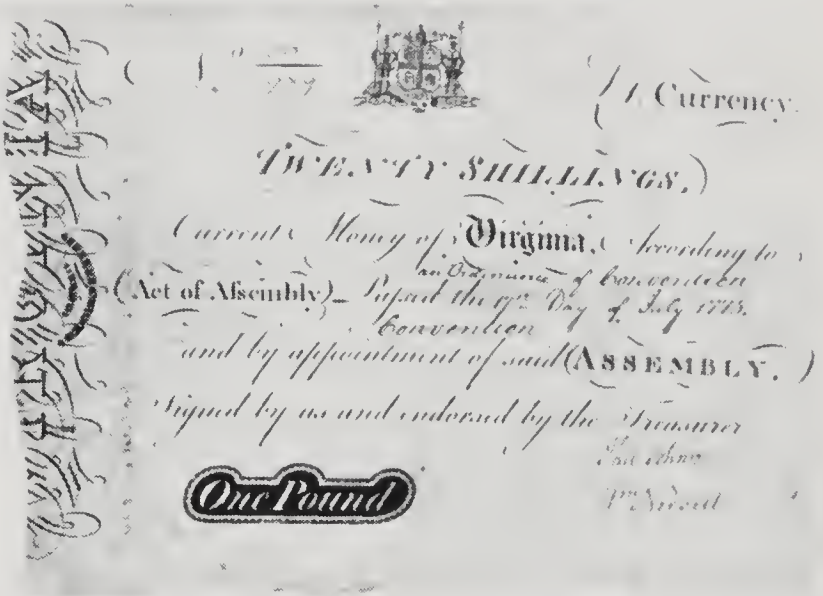 Currency.
TWENTY SHILLINGS.
Current Money of Virginia, According to
an Ordinance of Convention
(Act of Aſsembly) Paſsed the 17th Day of July 1775.
Convention
and by appointment of said (ASSEMBLY.)
Signed by us and endorsed by the Treasurer
One Pound
VIRGINIA